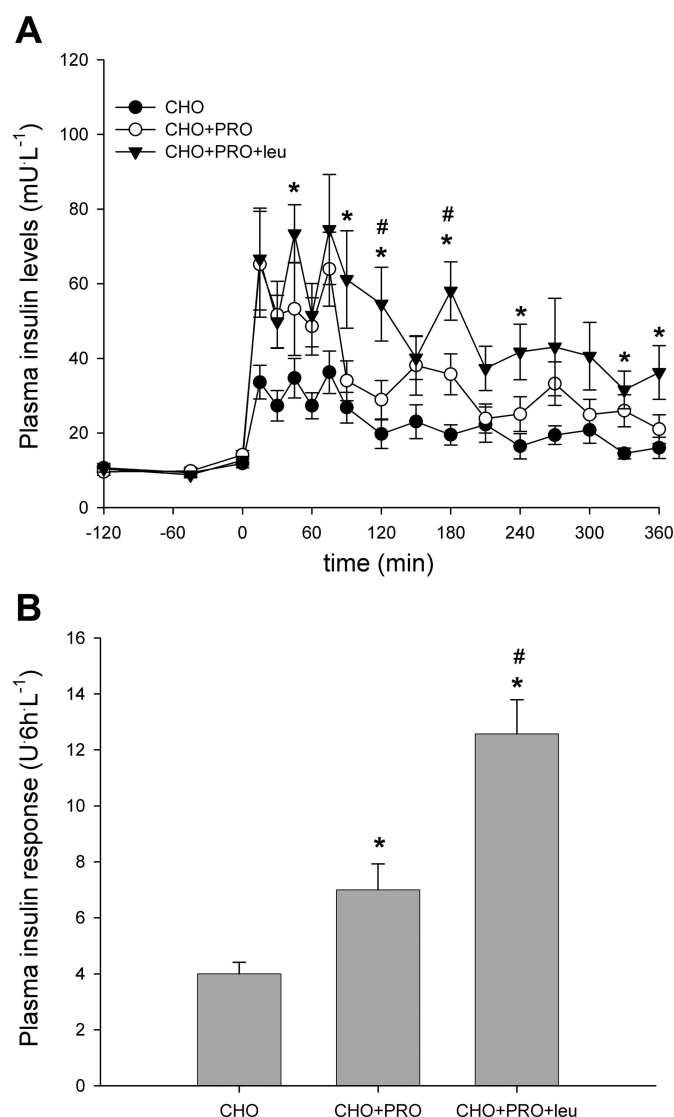 A
Plasma insulin levels (mU·L⁻¹)
120
100
80
60
40
20
0
CHO
CHO+PRO
CHO+PRO+leu
* * # * # * * * *
-120 -60 0 60 120 180 240 300 360
time (min)
B
Plasma insulin response (U·6h·L⁻¹)
16
14
12
10
8
6
4
2
0
*
#
*
CHO CHO+PRO CHO+PRO+leu